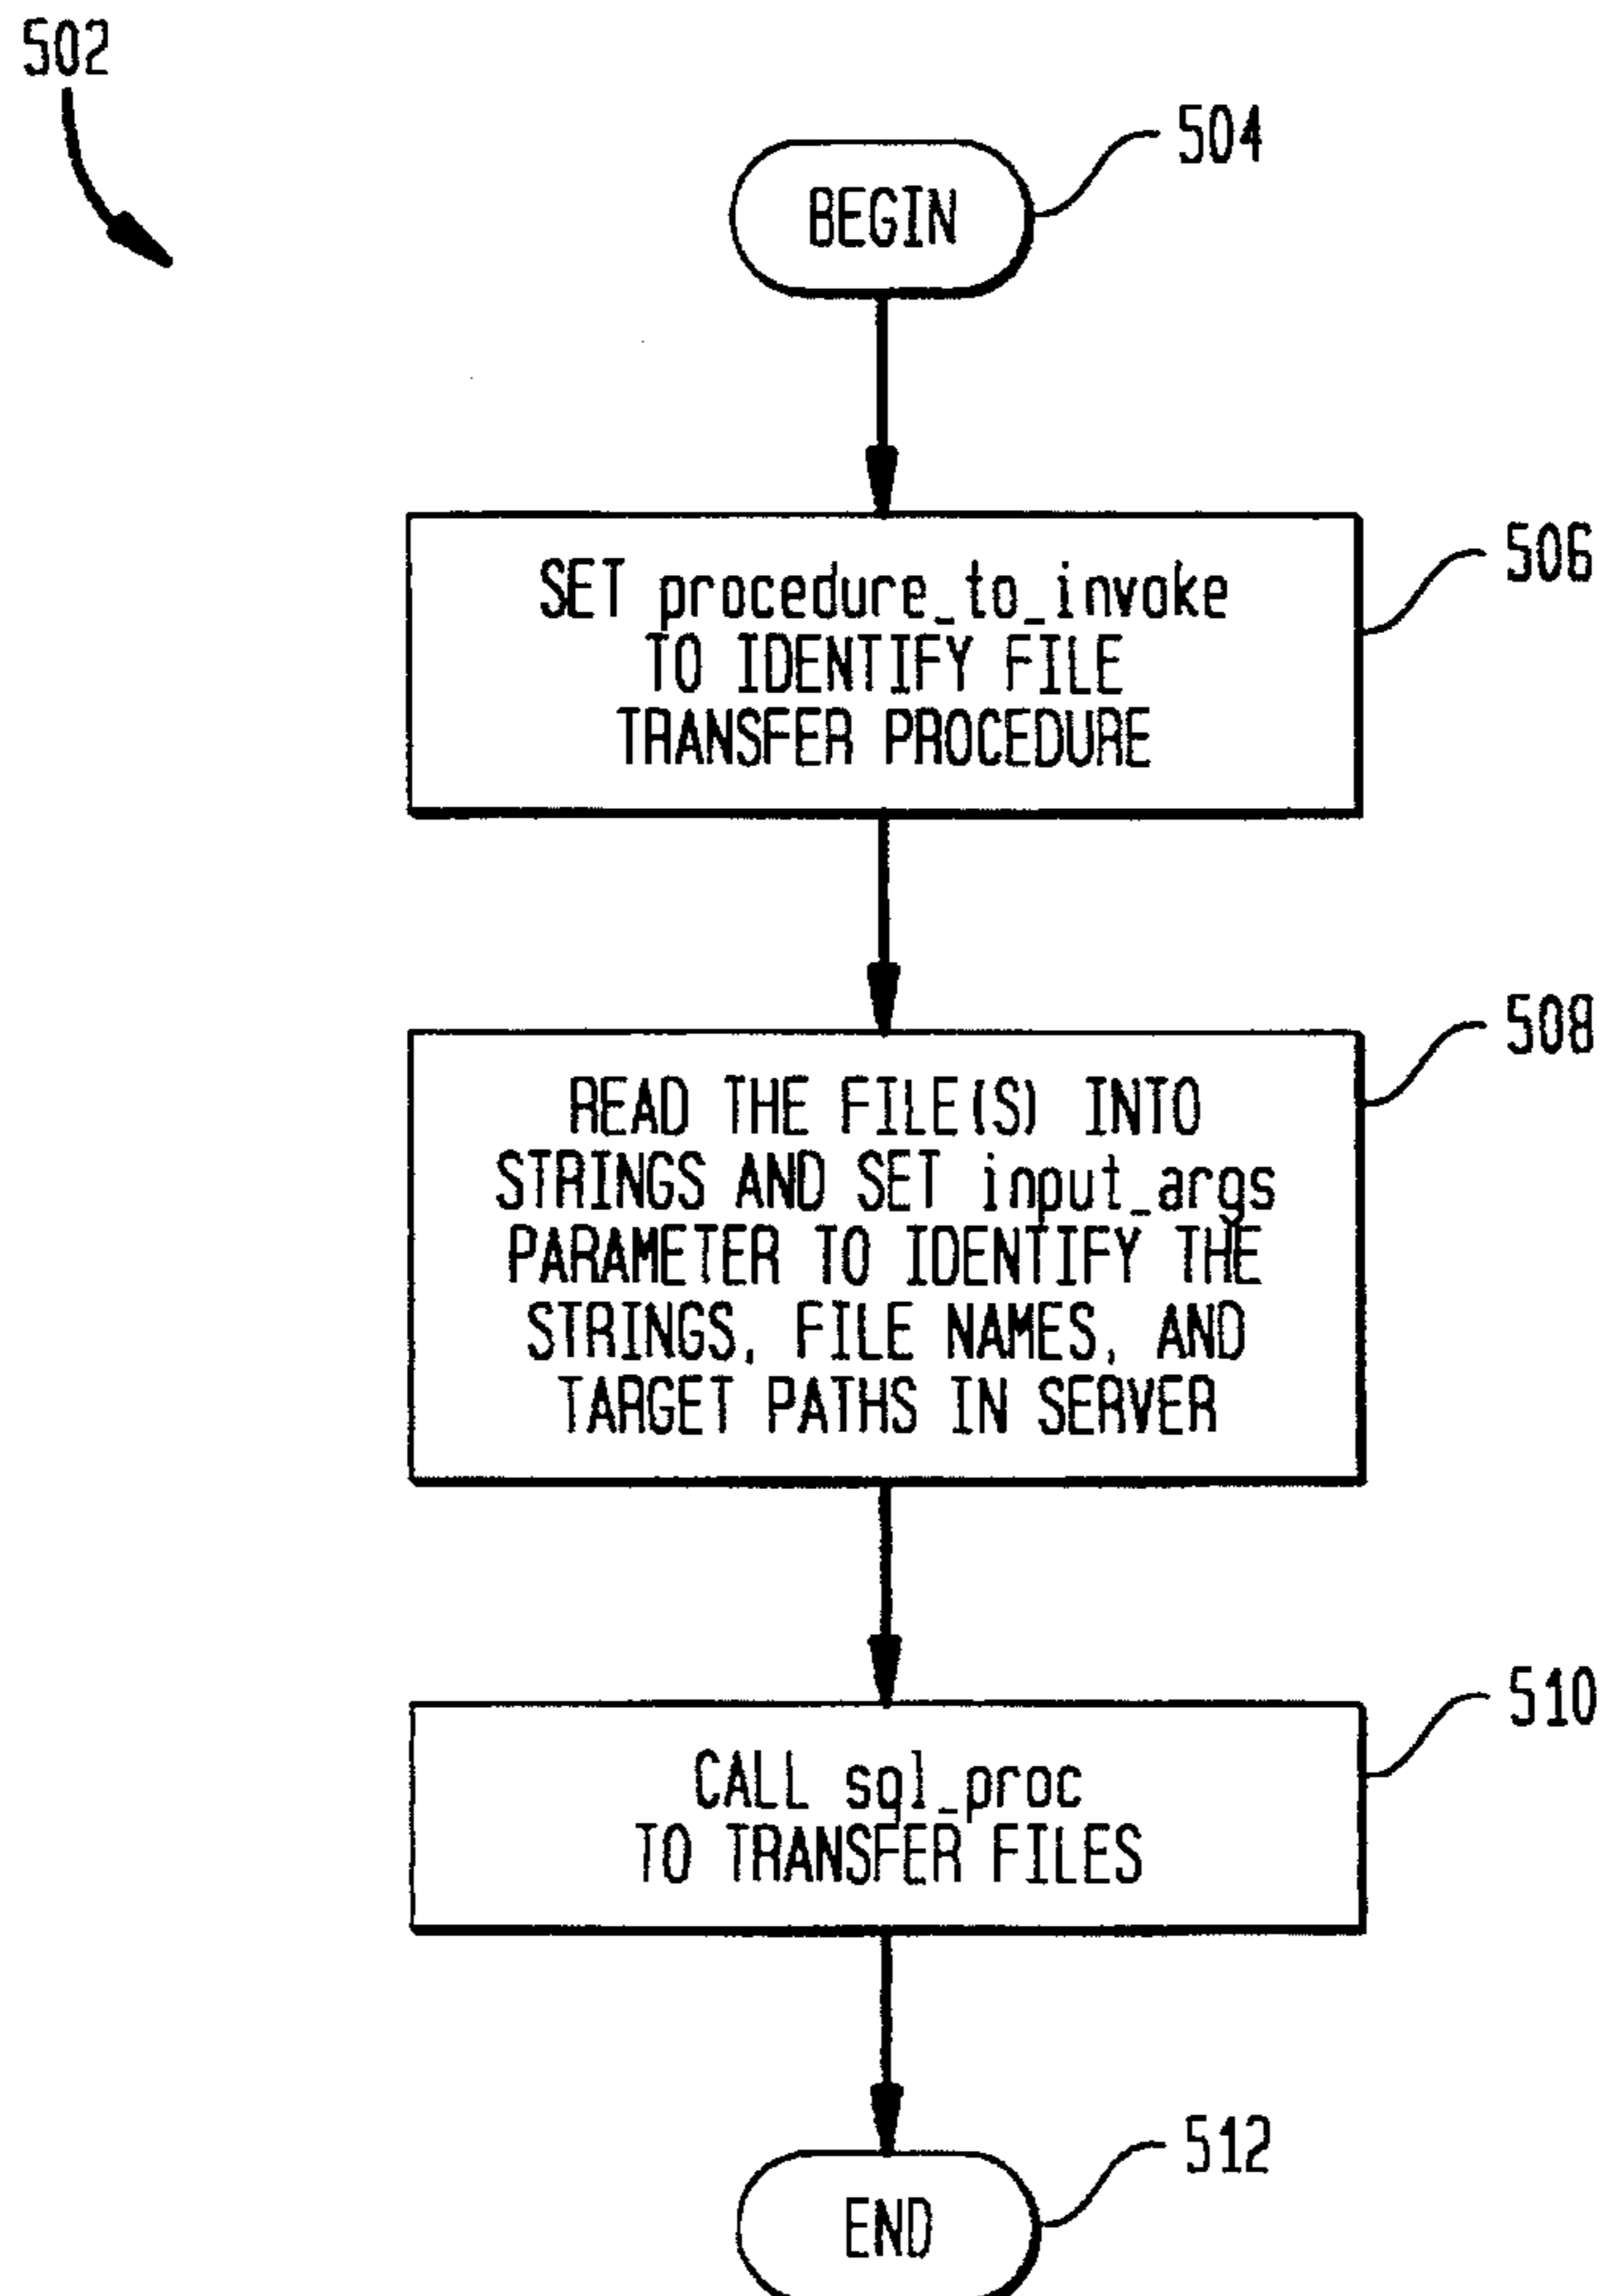 502
504
BEGIN
506
SET procedure_to_invoke
TO IDENTIFY FILE
TRANSFER PROCEDURE
508
READ THE FILE(S) INTO
STRINGS AND SET input_args
PARAMETER TO IDENTIFY THE
STRINGS, FILE NAMES, AND
TARGET PATHS IN SERVER
510
CALL sql_proc
TO TRANSFER FILES
512
END